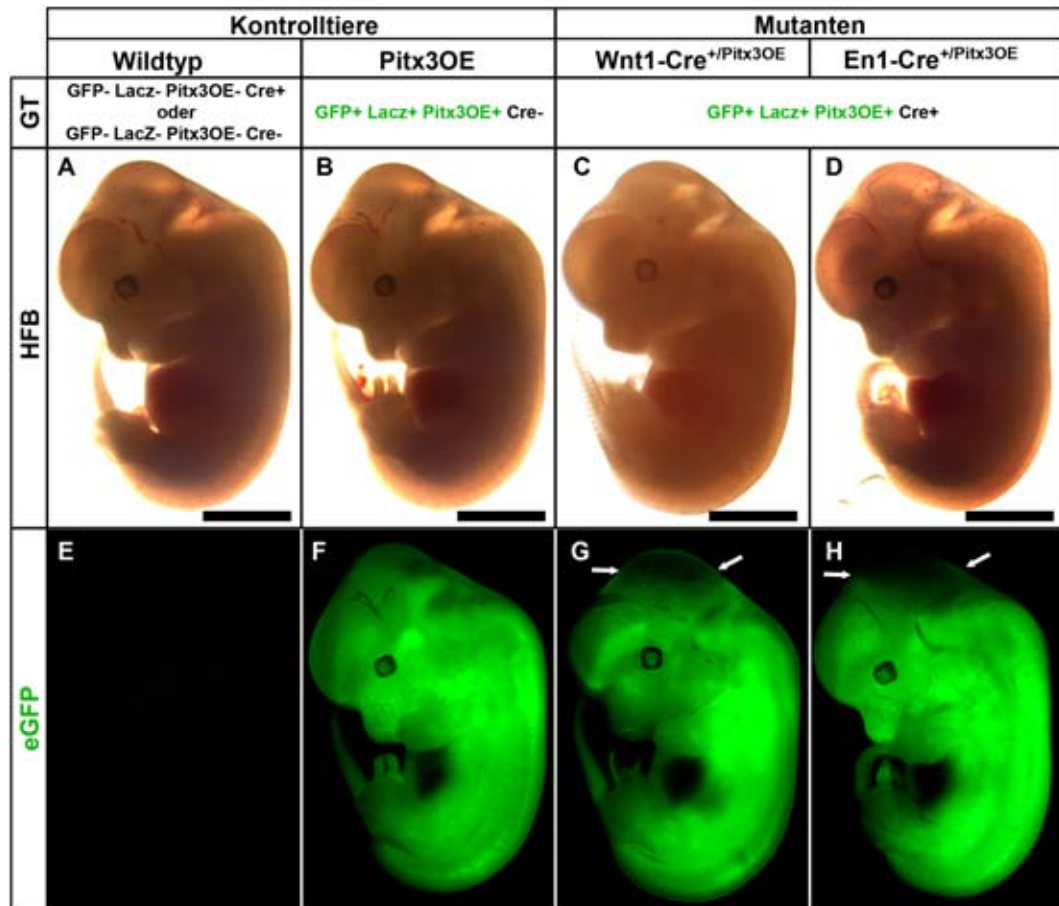 Kontrolltiere Mutanten
Wildtyp Pitx3OE Wnt1-Cre+/Pitx3OE En1-Cre+/Pitx3OE
GT
GFP- Lacz- Pitx3OE- Cre+
oder
GFP- LacZ- Pitx3OE- Cre-
GFP+ Lacz+ Pitx3OE+ Cre-
GFP+ Lacz+ Pitx3OE+ Cre+
HFB
A B C D
eGFP
E F G H